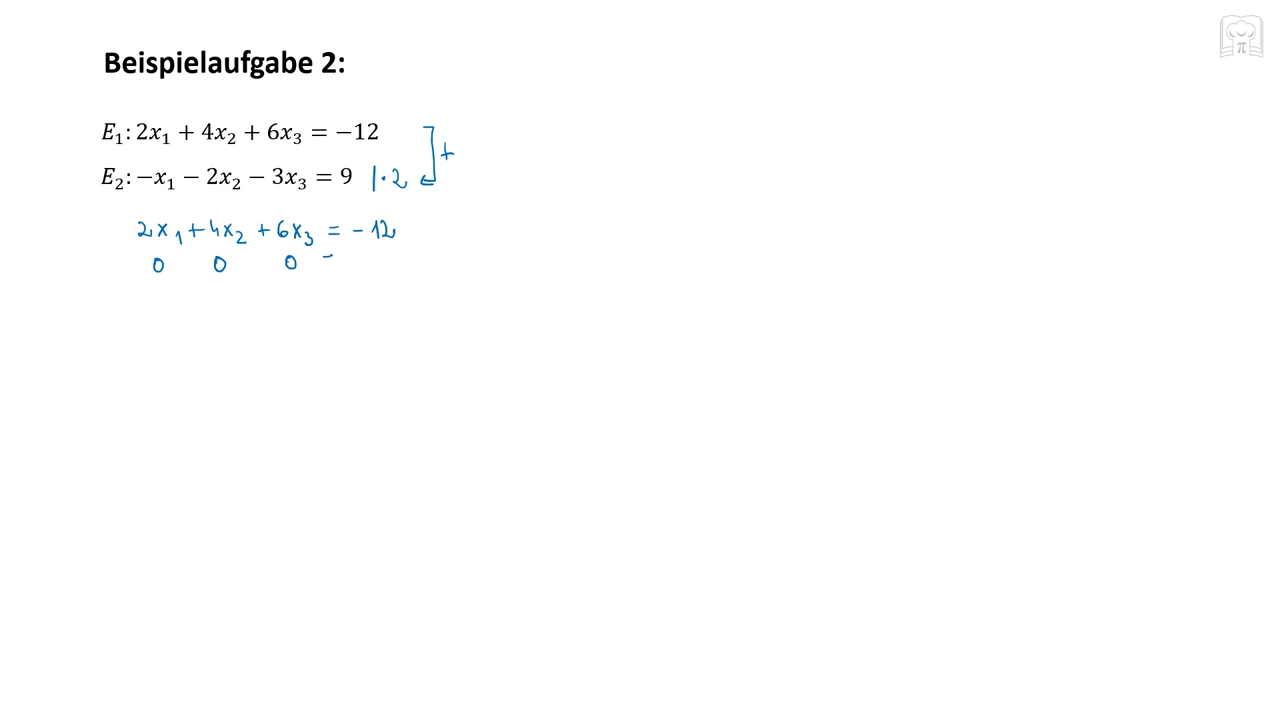 Beispielaufgabe 2:
E₁: 2x₁ + 4x₂ + 6x₃ = −12
+
E₂: −x₁ − 2x₂ − 3x₃ = 9 | · 2
2x₁ + 4x₂ + 6x₃ = − 12
0 0 0 -
π